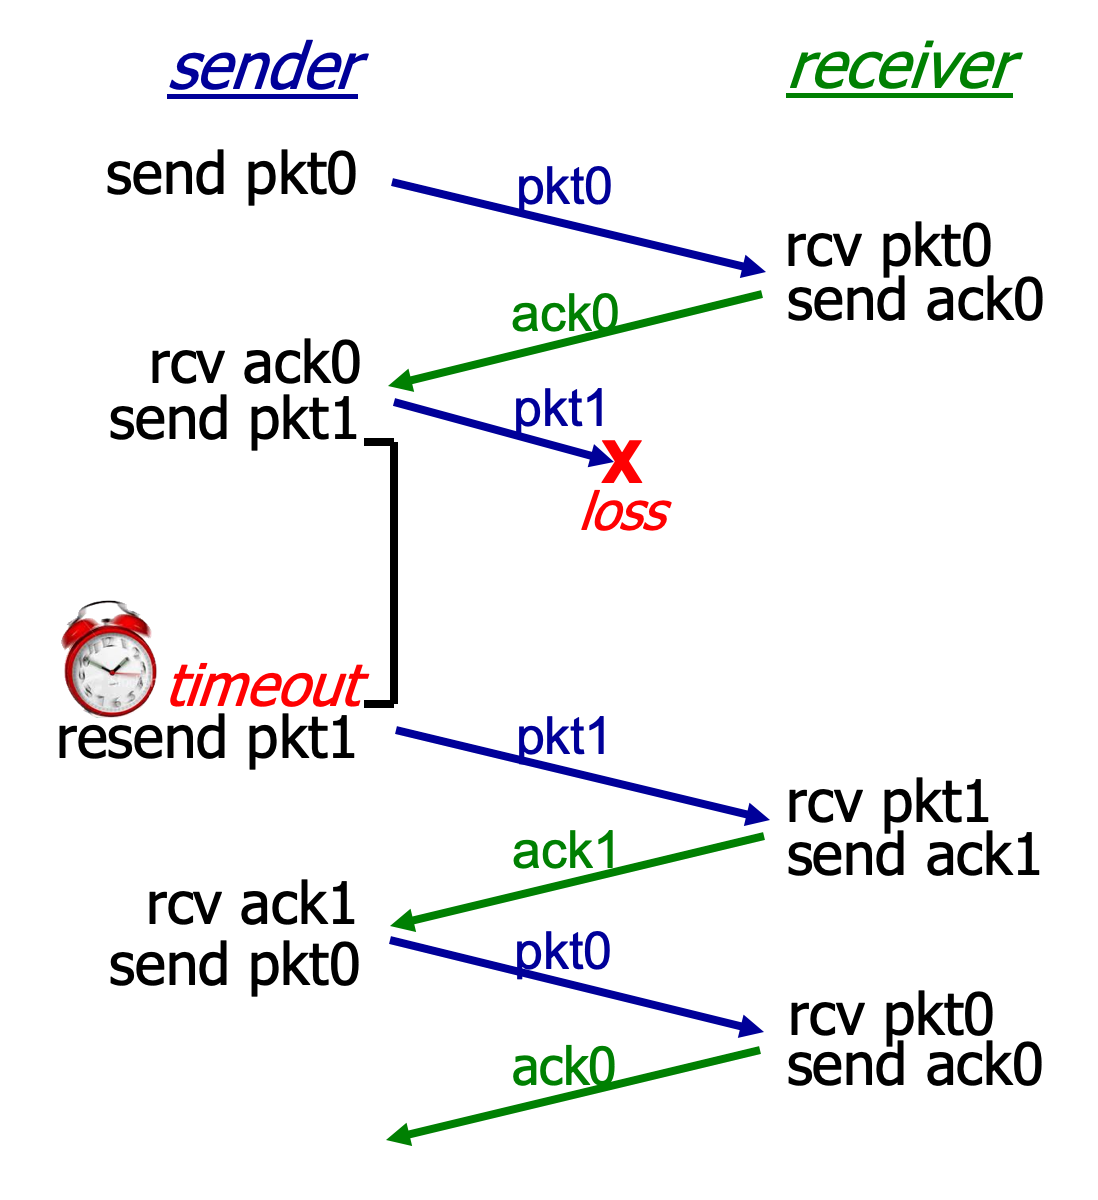 sender
receiver
send pkt0
pkt0
rcv pkt0
send ack0
ack0
rcv ack0
send pkt1
pkt1
X
loss
timeout
resend pkt1
pkt1
rcv pkt1
send ack1
ack1
rcv ack1
send pkt0
pkt0
rcv pkt0
send ack0
ack0